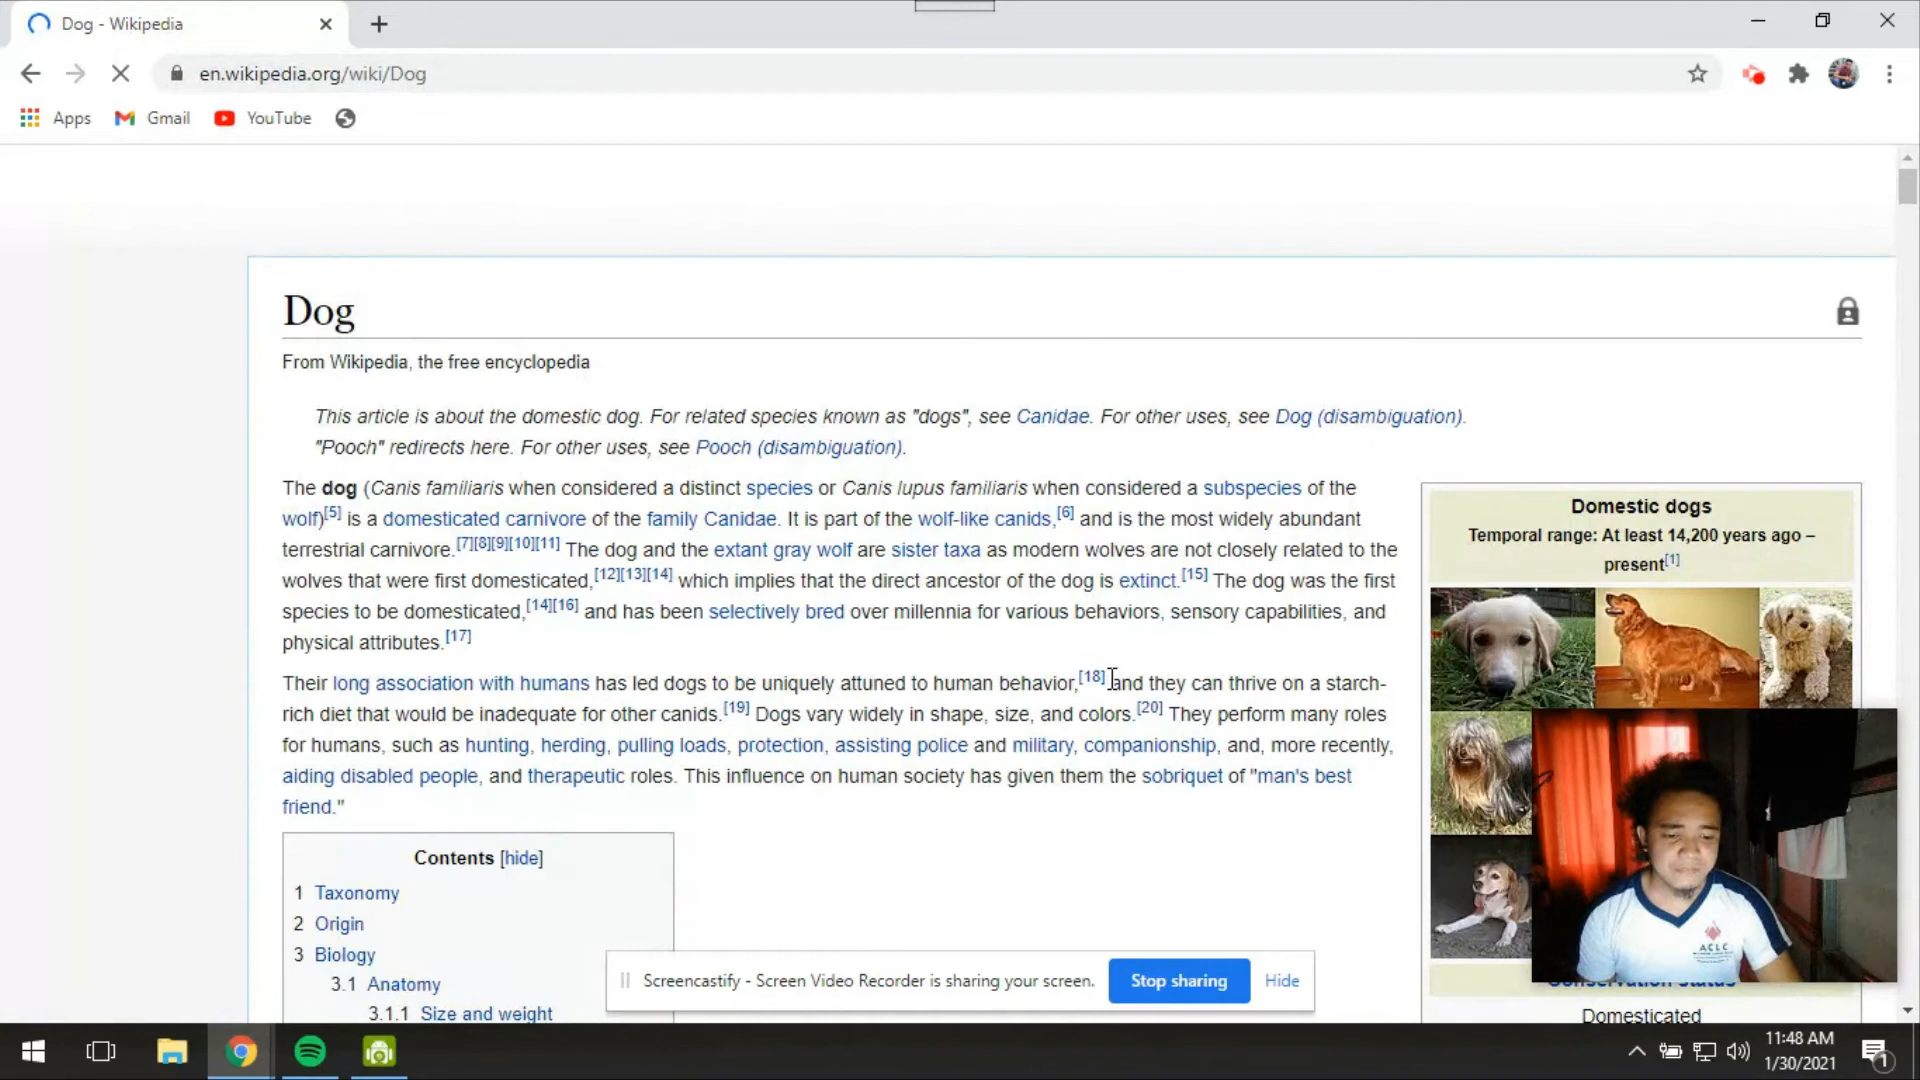 Dog - Wikipedia
en.wikipedia.org/wiki/Dog
Apps
Gmail
YouTube
Dog
From Wikipedia, the free encyclopedia
This article is about the domestic dog. For related species known as "dogs", see Canidae. For other uses, see Dog (disambiguation).
"Pooch" redirects here. For other uses, see Pooch (disambiguation).
The dog (Canis familiaris when considered a distinct species or Canis lupus familiaris when considered a subspecies of the
wolf)[5] is a domesticated carnivore of the family Canidae. It is part of the wolf-like canids,[6] and is the most widely abundant
terrestrial carnivore.[7][8][9][10][11] The dog and the extant gray wolf are sister taxa as modern wolves are not closely related to the
wolves that were first domesticated,[12][13][14] which implies that the direct ancestor of the dog is extinct.[15] The dog was the first
species to be domesticated,[14][16] and has been selectively bred over millennia for various behaviors, sensory capabilities, and
physical attributes.[17]
Their long association with humans has led dogs to be uniquely attuned to human behavior,[18] and they can thrive on a starch-
rich diet that would be inadequate for other canids.[19] Dogs vary widely in shape, size, and colors.[20] They perform many roles
for humans, such as hunting, herding, pulling loads, protection, assisting police and military, companionship, and, more recently,
aiding disabled people, and therapeutic roles. This influence on human society has given them the sobriquet of "man's best
friend."
Domestic dogs
Temporal range: At least 14,200 years ago –
present[1]
Conservation status
Domesticated
ACLC
Contents [hide]
1 Taxonomy
2 Origin
3 Biology
3.1 Anatomy
3.1.1 Size and weight
Screencastify - Screen Video Recorder is sharing your screen.
Stop sharing
Hide
11:48 AM
1/30/2021
1